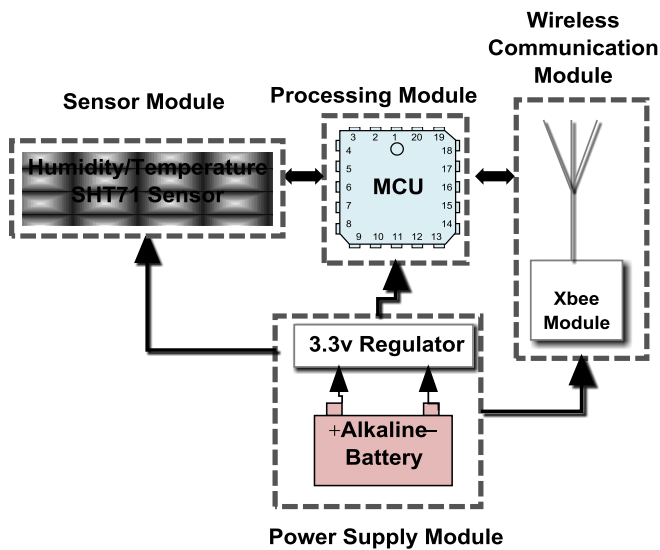 Wireless
Communication
Module
Sensor Module
Processing Module
Humidity/Temperature
SHT71 Sensor
3 2 1 20 19
4 18
5 17
MCU
6 16
7 15
8 14
9 10 11 12 13
Xbee
Module
3.3v Regulator
+Alkaline−
Battery
Power Supply Module